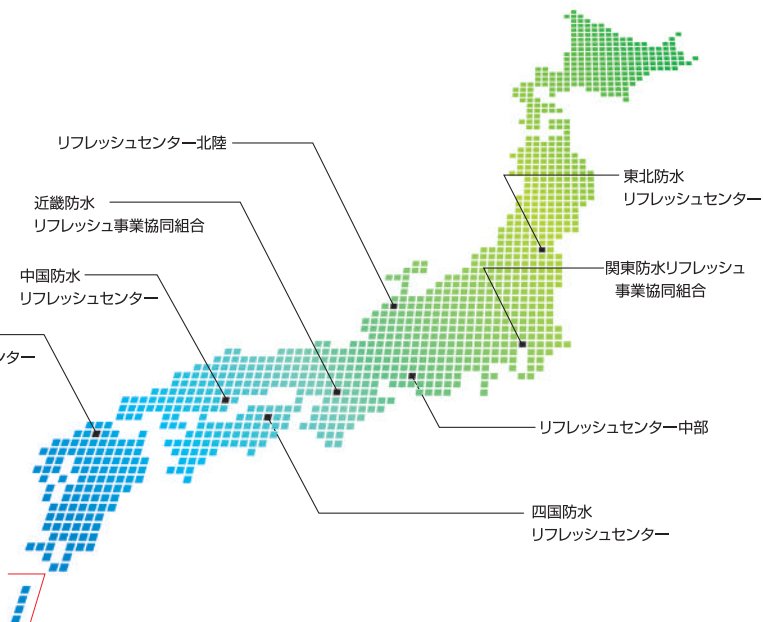 リフレッシュセンター北陸
近畿防水
リフレッシュ事業協同組合
中国防水
リフレッシュセンター
ンター
東北防水
リフレッシュセンター
関東防水リフレッシュ
事業協同組合
リフレッシュセンター中部
四国防水
リフレッシュセンター